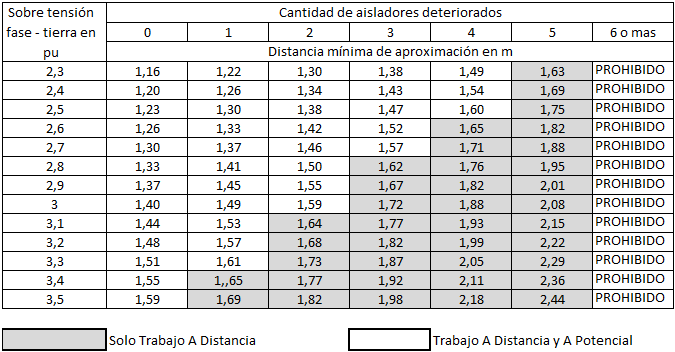 Sobre tensión fase - tierra en pu Cantidad de aisladores deteriorados
0 1 2 3 4 5 6 o mas
Distancia mínima de aproximación en m
2,3 1,16 1,22 1,30 1,38 1,49 1,63 PROHIBIDO
2,4 1,20 1,26 1,34 1,43 1,54 1,69 PROHIBIDO
2,5 1,23 1,30 1,38 1,47 1,60 1,75 PROHIBIDO
2,6 1,26 1,33 1,42 1,52 1,65 1,82 PROHIBIDO
2,7 1,30 1,37 1,46 1,57 1,71 1,88 PROHIBIDO
2,8 1,33 1,41 1,50 1,62 1,76 1,95 PROHIBIDO
2,9 1,37 1,45 1,55 1,67 1,82 2,01 PROHIBIDO
3 1,40 1,49 1,59 1,72 1,88 2,08 PROHIBIDO
3,1 1,44 1,53 1,64 1,77 1,93 2,15 PROHIBIDO
3,2 1,48 1,57 1,68 1,82 1,99 2,22 PROHIBIDO
3,3 1,51 1,61 1,73 1,87 2,05 2,29 PROHIBIDO
3,4 1,55 1,,65 1,77 1,92 2,11 2,36 PROHIBIDO
3,5 1,59 1,69 1,82 1,98 2,18 2,44 PROHIBIDO
Solo Trabajo A Distancia Trabajo A Distancia y A Potencial